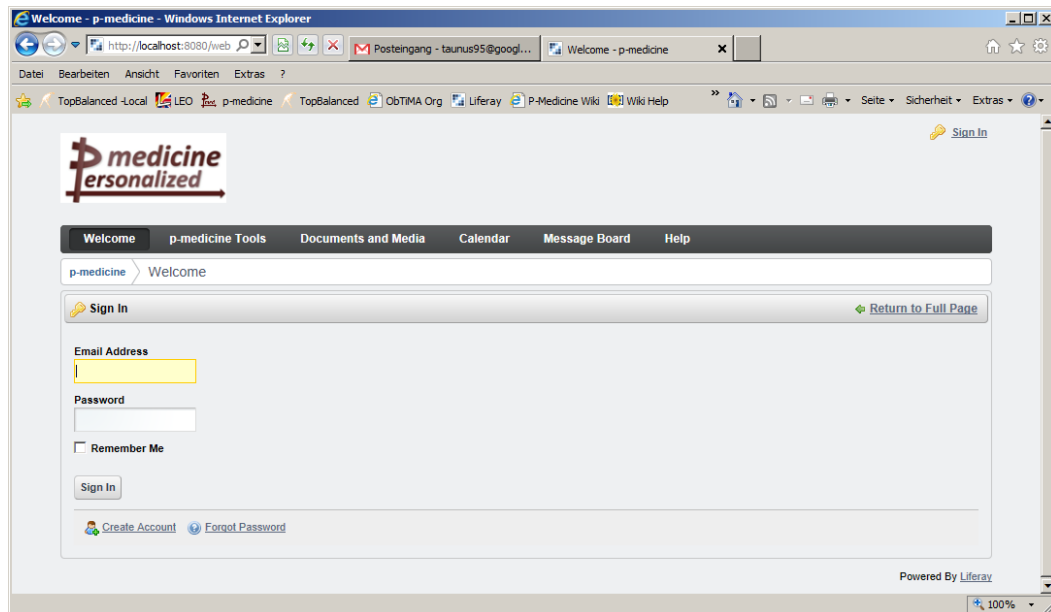 Welcome - p-medicine - Windows Internet Explorer
http://localhost:8080/web
Posteingang - taunus95@googl...
Welcome - p-medicine
Datei Bearbeiten Ansicht Favoriten Extras ?
TopBalanced -Local LEO p-medicine TopBalanced ObTiMA Org Liferay P-Medicine Wiki Wiki Help » Seite Sicherheit Extras
Sign In
p medicine
personalized
Welcome p-medicine Tools Documents and Media Calendar Message Board Help
p-medicine Welcome
Sign In Return to Full Page
Email Address
Password
Remember Me
Sign In
Create Account Forgot Password
Powered By Liferay
100%